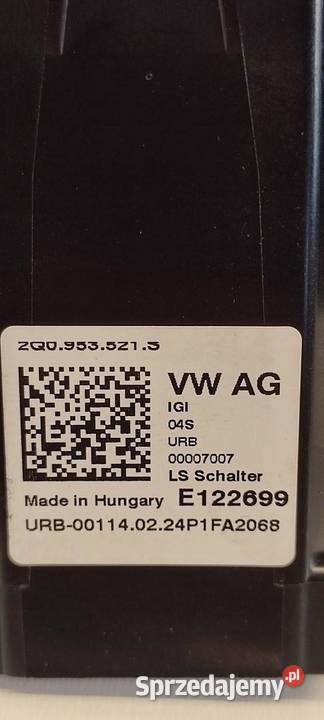 2Q0.953.521.S
VW AG
IGI
04S
URB
00007007
LS Schalter
Made in Hungary E122699
URB-00114.02.24P1FA2068
Sprzedajemy.pl